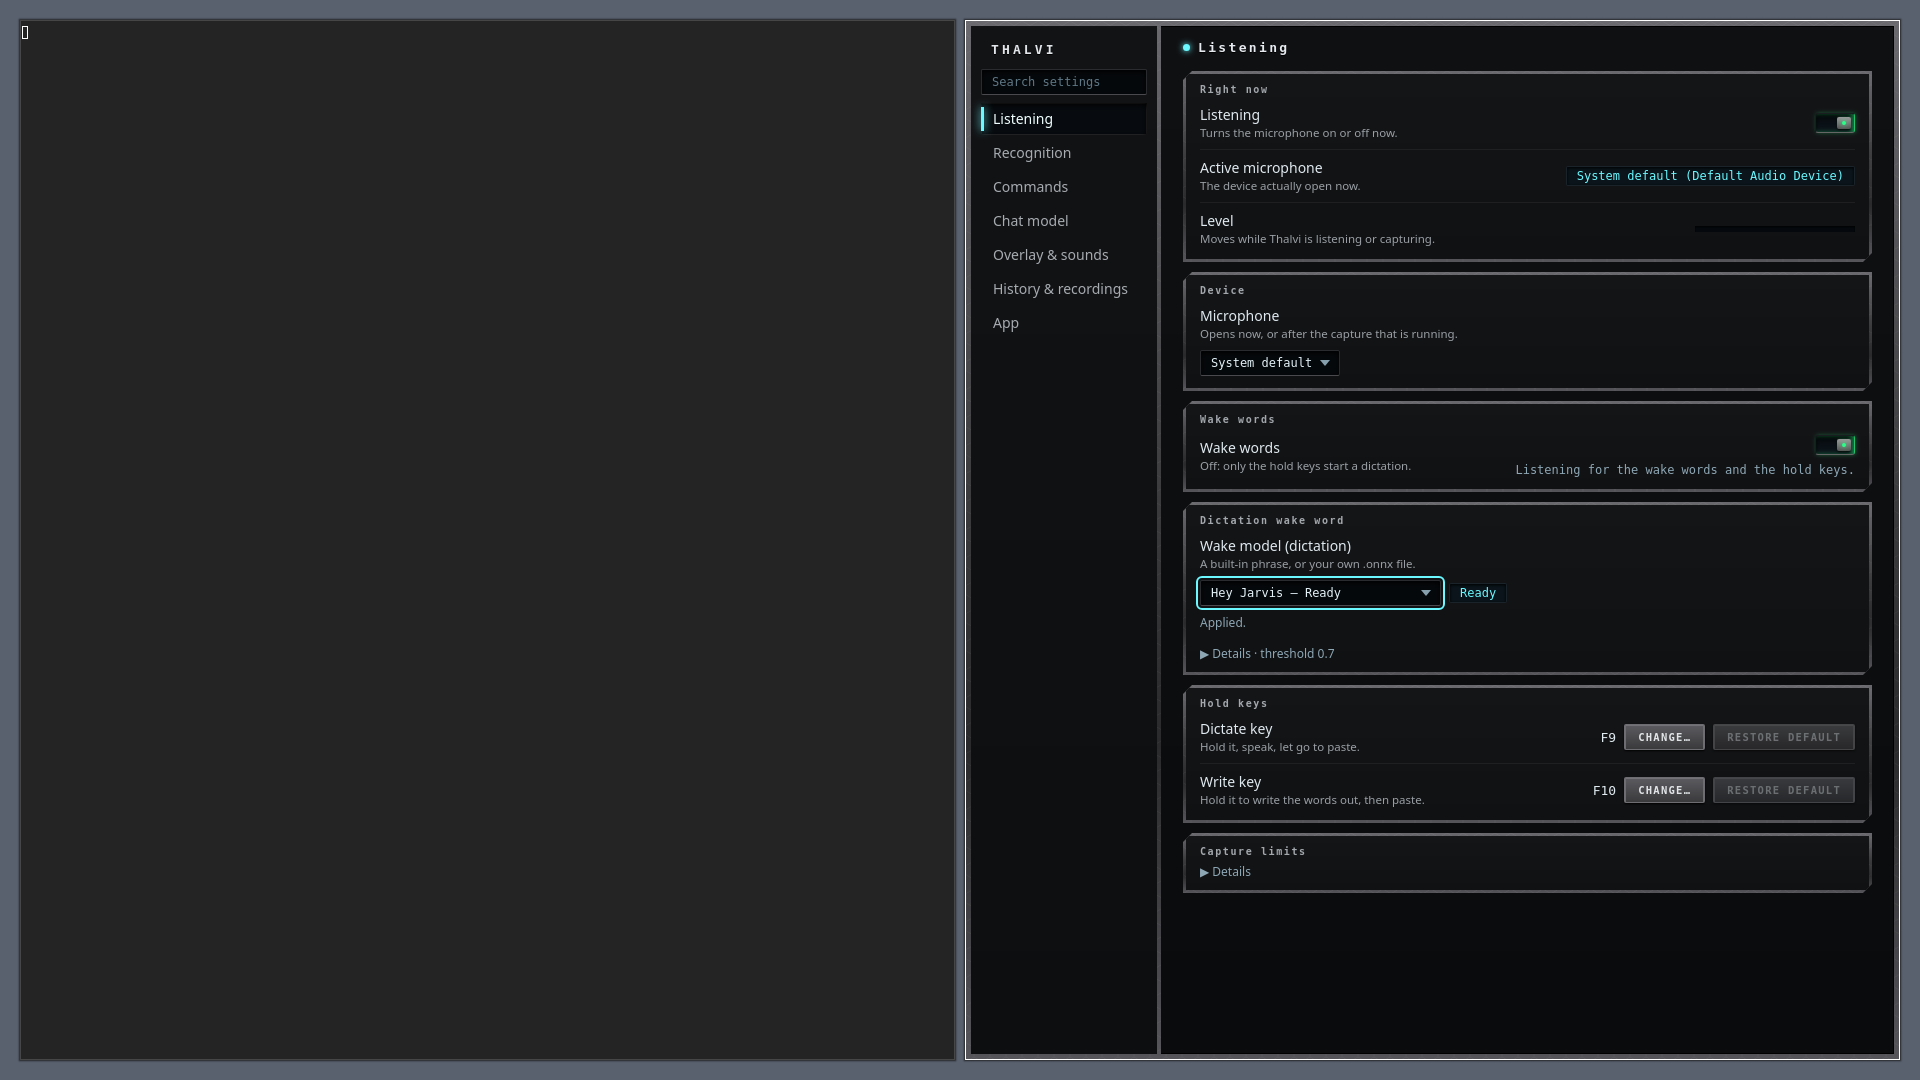 THALVI
Search settings
Listening
Recognition
Commands
Chat model
Overlay & sounds
History & recordings
App
Listening
Right now
Listening
Turns the microphone on or off now.
Active microphone
The device actually open now.
System default (Default Audio Device)
Level
Moves while Thalvi is listening or capturing.
Device
Microphone
Opens now, or after the capture that is running.
System default
Wake words
Wake words
Off: only the hold keys start a dictation.
Listening for the wake words and the hold keys.
Dictation wake word
Wake model (dictation)
A built-in phrase, or your own .onnx file.
Hey Jarvis — Ready
Ready
Applied.
▶ Details · threshold 0.7
Hold keys
Dictate key
Hold it, speak, let go to paste.
F9 CHANGE… RESTORE DEFAULT
Write key
Hold it to write the words out, then paste.
F10 CHANGE… RESTORE DEFAULT
Capture limits
▶ Details